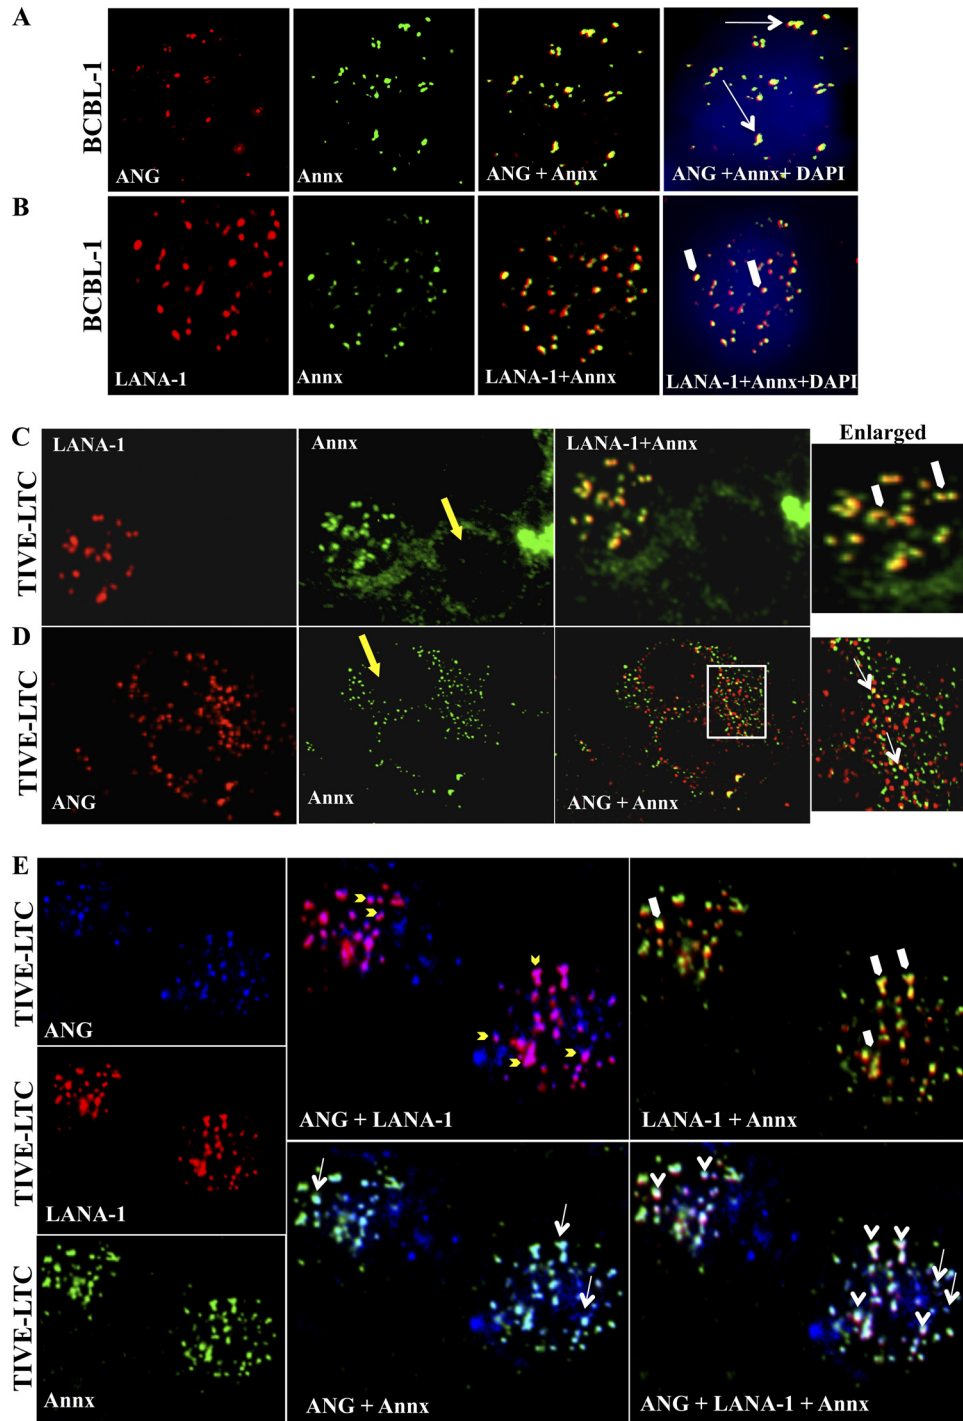 A
BCBL-1
ANG
Annx
ANG + Annx
ANG +Annx+ DAPI
B
BCBL-1
LANA-1
Annx
LANA-1+Annx
LANA-1+Annx+DAPI
C
TIVE-LTC
LANA-1
Annx
LANA-1+Annx
Enlarged
D
TIVE-LTC
ANG
Annx
ANG + Annx
E
TIVE-LTC
ANG
ANG + LANA-1
LANA-1 + Annx
TIVE-LTC
LANA-1
TIVE-LTC
Annx
ANG + Annx
ANG + LANA-1 + Annx